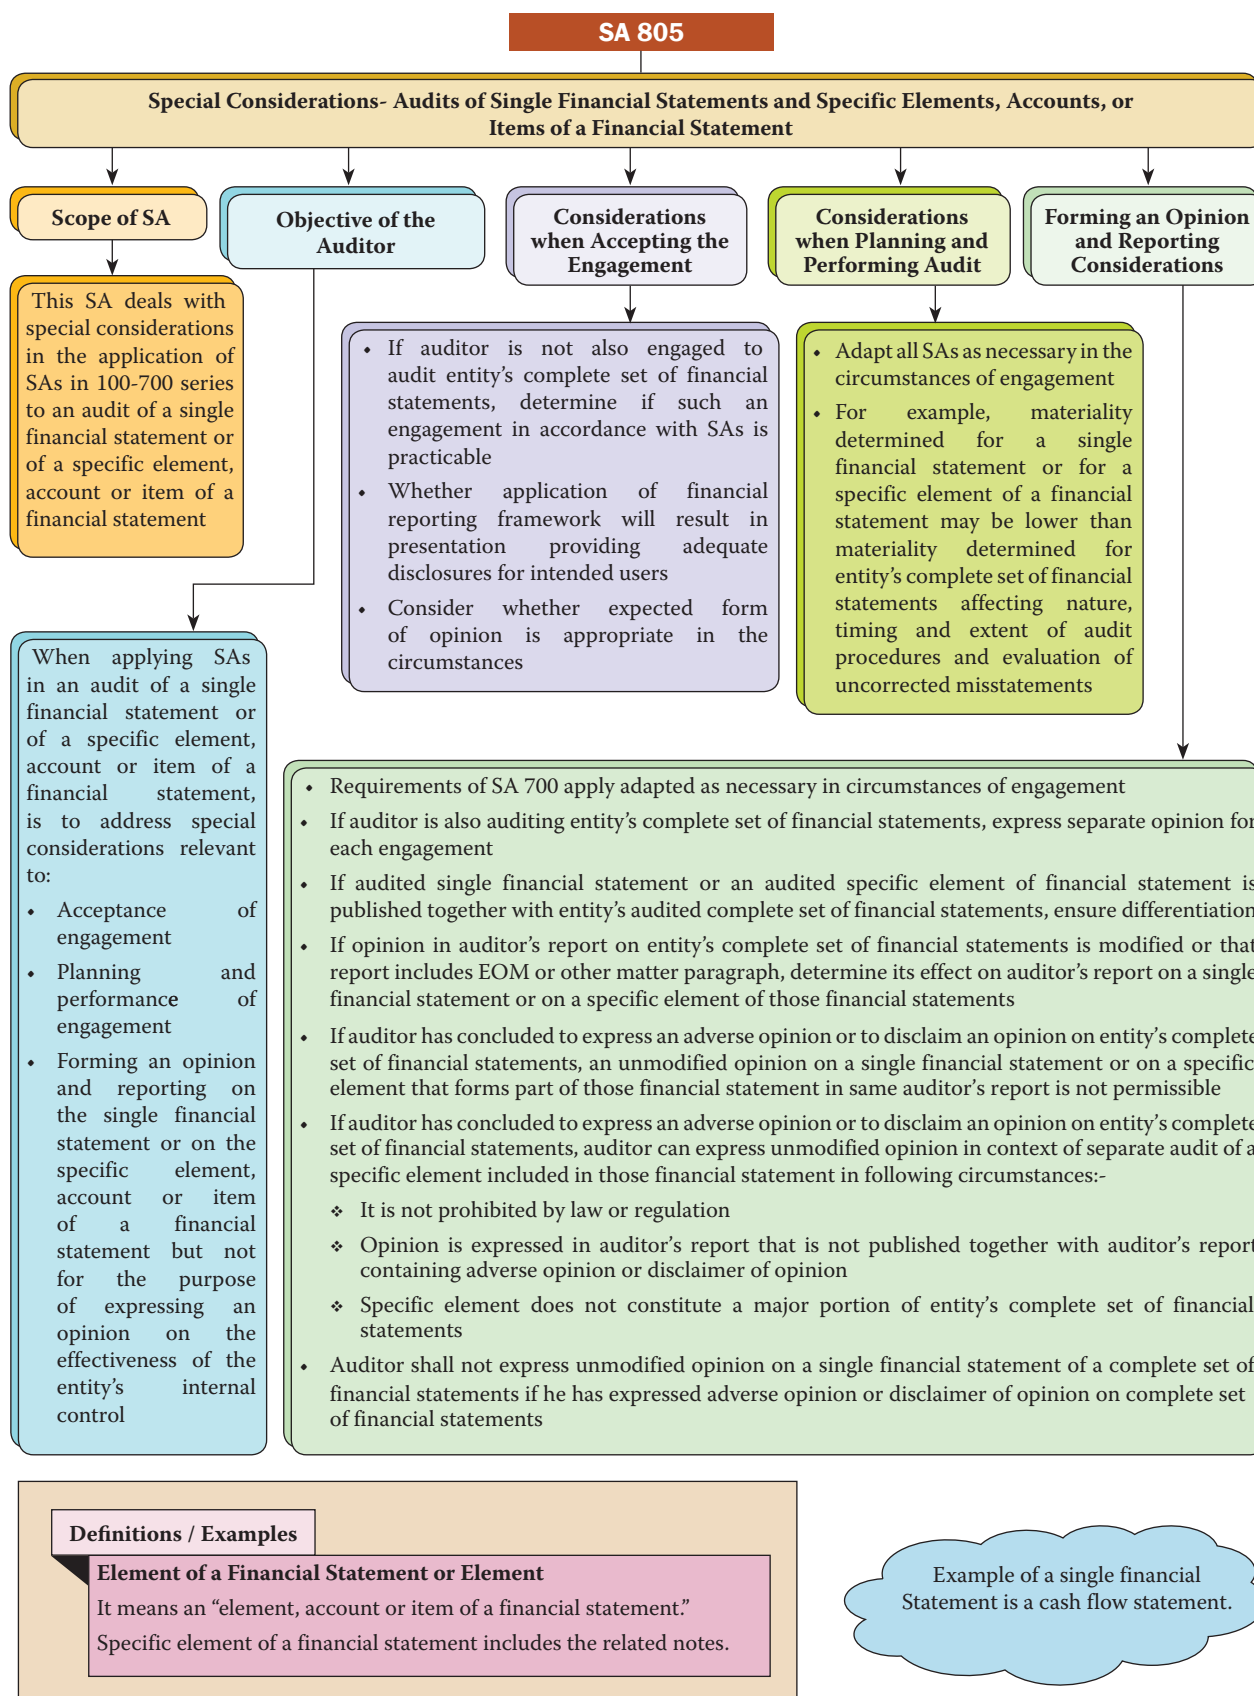 SA 805
Special Considerations- Audits of Single Financial Statements and Specific Elements, Accounts, or
Items of a Financial Statement
Scope of SA
Objective of the
Auditor
Considerations
when Accepting the
Engagement
Considerations
when Planning and
Performing Audit
Forming an Opinion
and Reporting
Considerations
This SA deals with
special considerations
in the application of
SAs in 100-700 series
to an audit of a single
financial statement or
of a specific element,
account or item of a
financial statement
• If auditor is not also engaged to
audit entity's complete set of financial
statements, determine if such an
engagement in accordance with SAs is
practicable
• Whether application of financial
reporting framework will result in
presentation providing adequate
disclosures for intended users
• Consider whether expected form
of opinion is appropriate in the
circumstances
• Adapt all SAs as necessary in the
circumstances of engagement
• For example, materiality
determined for a single
financial statement or for a
specific element of a financial
statement may be lower than
materiality determined for
entity's complete set of financial
statements affecting nature,
timing and extent of audit
procedures and evaluation of
uncorrected misstatements
When applying SAs
in an audit of a single
financial statement or
of a specific element,
account or item of a
financial statement,
is to address special
considerations relevant
to:
• Acceptance of
engagement
• Planning and
performance of
engagement
• Forming an opinion
and reporting on
the single financial
statement or on the
specific element,
account or item
of a financial
statement but not
for the purpose
of expressing an
opinion on the
effectiveness of the
entity's internal
control
• Requirements of SA 700 apply adapted as necessary in circumstances of engagement
• If auditor is also auditing entity's complete set of financial statements, express separate opinion for
each engagement
• If audited single financial statement or an audited specific element of financial statement is
published together with entity's audited complete set of financial statements, ensure differentiation
• If opinion in auditor's report on entity's complete set of financial statements is modified or that
report includes EOM or other matter paragraph, determine its effect on auditor's report on a single
financial statement or on a specific element of those financial statements
• If auditor has concluded to express an adverse opinion or to disclaim an opinion on entity's complete
set of financial statements, an unmodified opinion on a single financial statement or on a specific
element that forms part of those financial statement in same auditor's report is not permissible
• If auditor has concluded to express an adverse opinion or to disclaim an opinion on entity's complete
set of financial statements, auditor can express unmodified opinion in context of separate audit of a
specific element included in those financial statement in following circumstances:-
❖ It is not prohibited by law or regulation
❖ Opinion is expressed in auditor's report that is not published together with auditor's report
containing adverse opinion or disclaimer of opinion
❖ Specific element does not constitute a major portion of entity's complete set of financial
statements
• Auditor shall not express unmodified opinion on a single financial statement of a complete set of
financial statements if he has expressed adverse opinion or disclaimer of opinion on complete set
of financial statements
Definitions / Examples
Element of a Financial Statement or Element
It means an "element, account or item of a financial statement."
Specific element of a financial statement includes the related notes.
Example of a single financial
Statement is a cash flow statement.